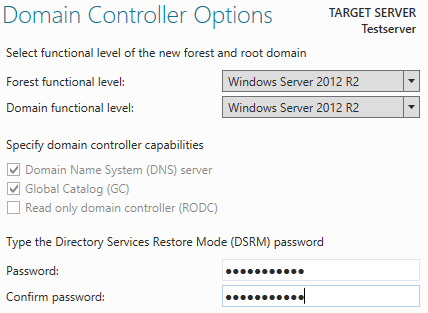 Domain Controller Options
TARGET SERVER
Testserver
Select functional level of the new forest and root domain
Forest functional level: Windows Server 2012 R2
Domain functional level: Windows Server 2012 R2
Specify domain controller capabilities
Domain Name System (DNS) server
Global Catalog (GC)
Read only domain controller (RODC)
Type the Directory Services Restore Mode (DSRM) password
Password: •••••••••••
Confirm password: •••••••••••